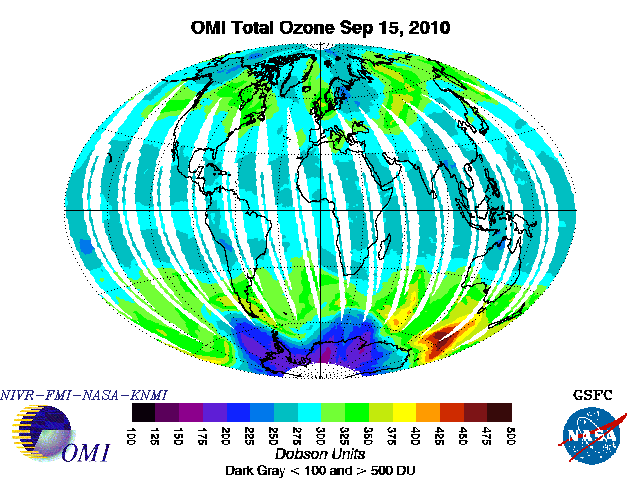 OMI Total Ozone Sep 15, 2010
NIVR-FMI-NASA-KNMI
GSFC
OMI
NASA
100 125 150 175 200 225 250 275 300 325 350 375 400 425 450 475 500
Dobson Units
Dark Gray < 100 and > 500 DU